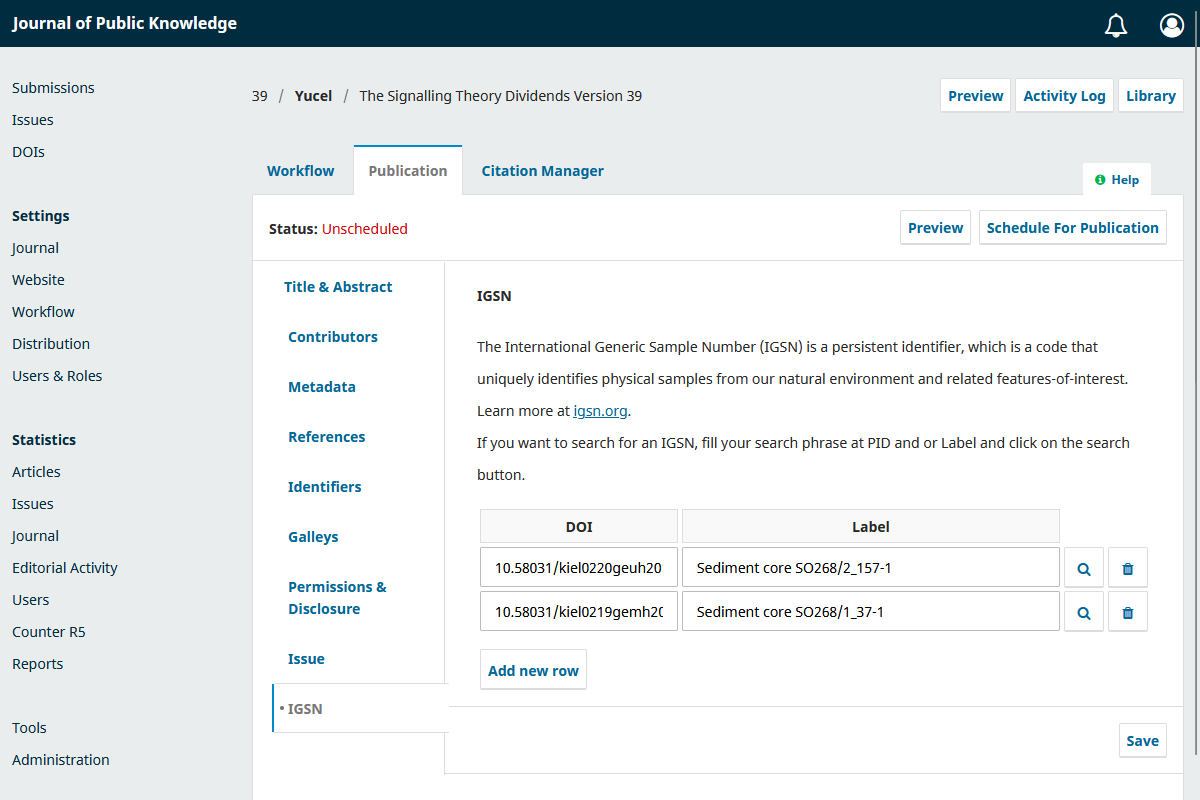 Journal of Public Knowledge
Submissions
Issues
DOIs
Settings
Journal
Website
Workflow
Distribution
Users & Roles
Statistics
Articles
Issues
Journal
Editorial Activity
Users
Counter R5
Reports
Tools
Administration
39 / Yucel / The Signalling Theory Dividends Version 39
Preview Activity Log Library
Workflow Publication Citation Manager
Help
Status: Unscheduled
Preview Schedule For Publication
Title & Abstract
Contributors
Metadata
References
Identifiers
Galleys
Permissions &
Disclosure
Issue
• IGSN
IGSN
The International Generic Sample Number (IGSN) is a persistent identifier, which is a code that
uniquely identifies physical samples from our natural environment and related features-of-interest.
Learn more at igsn.org.
If you want to search for an IGSN, fill your search phrase at PID and or Label and click on the search
button.
DOI Label
10.58031/kiel0220geuh20 Sediment core SO268/2_157-1
10.58031/kiel0219gemh20 Sediment core SO268/1_37-1
Add new row
Save